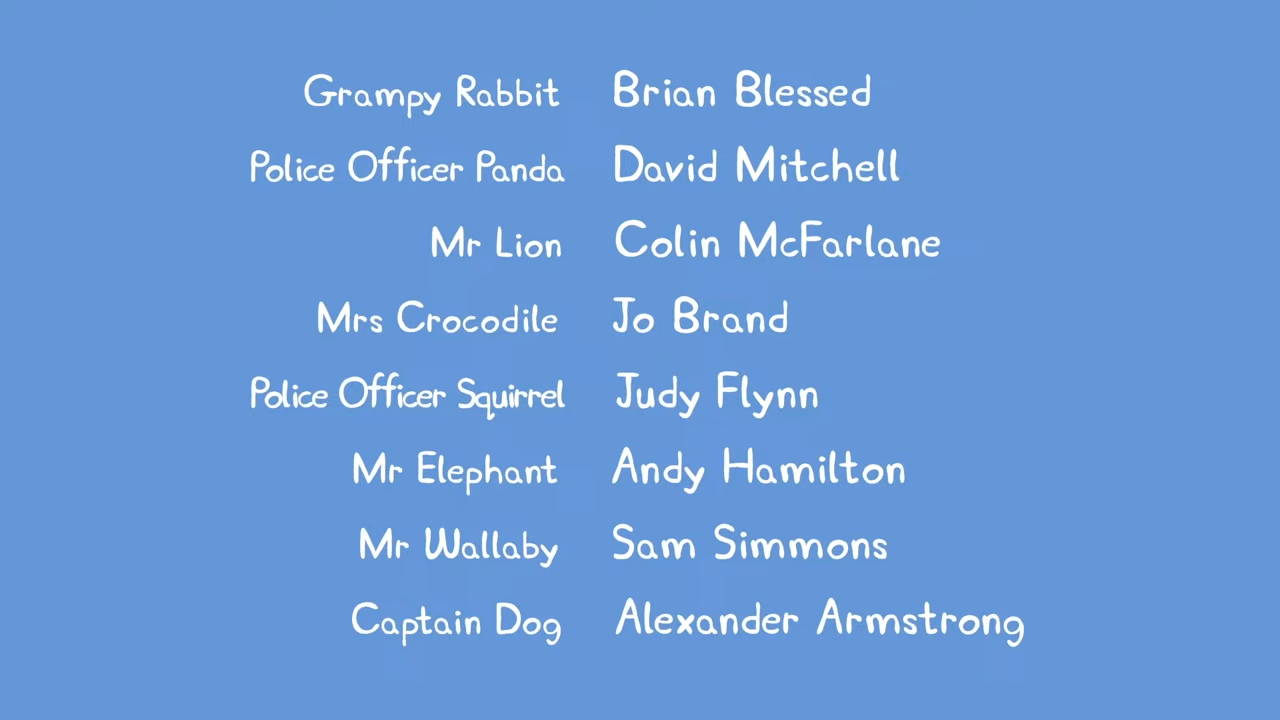 Grampy Rabbit Brian Blessed
Police Officer Panda David Mitchell
Mr Lion Colin McFarlane
Mrs Crocodile Jo Brand
Police Officer Squirrel Judy Flynn
Mr Elephant Andy Hamilton
Mr Wallaby Sam Simmons
Captain Dog Alexander Armstrong